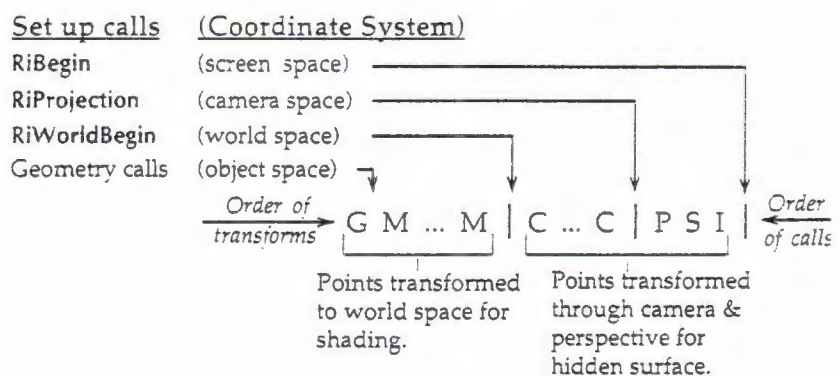 Set up calls (Coordinate System)
RiBegin (screen space)
RiProjection (camera space)
RiWorldBegin (world space)
Geometry calls (object space)
Order of transforms
G M ... M | C ... C | P S I |
Order of calls
Points transformed
to world space for
shading.
Points transformed
through camera &
perspective for
hidden surface.